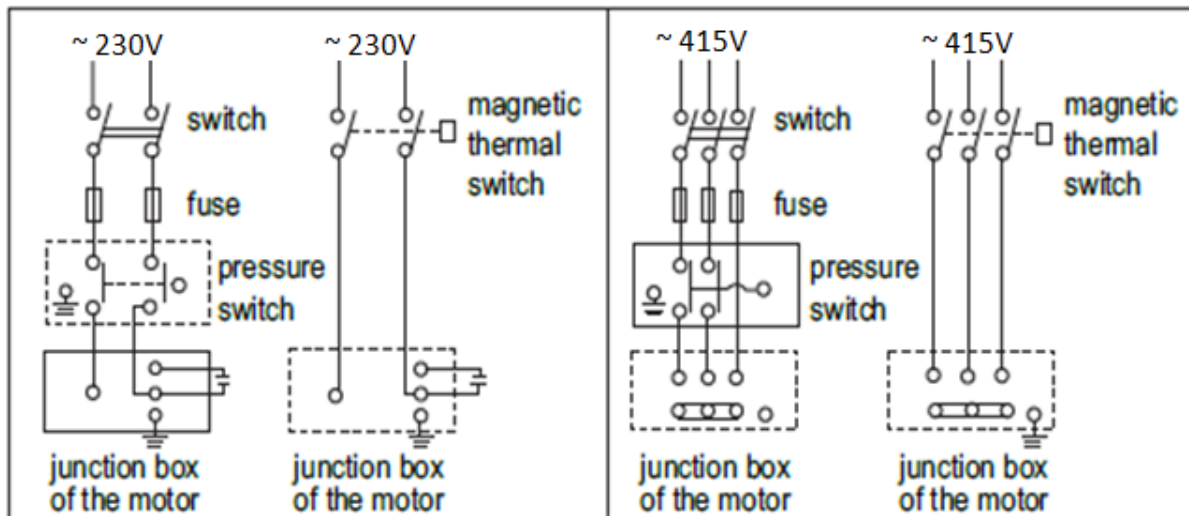 ~ 230V
switch
fuse
pressure
switch
junction box
of the motor
~ 230V
magnetic
thermal
switch
junction box
of the motor
~ 415V
switch
fuse
pressure
switch
junction box
of the motor
~ 415V
magnetic
thermal
switch
junction box
of the motor